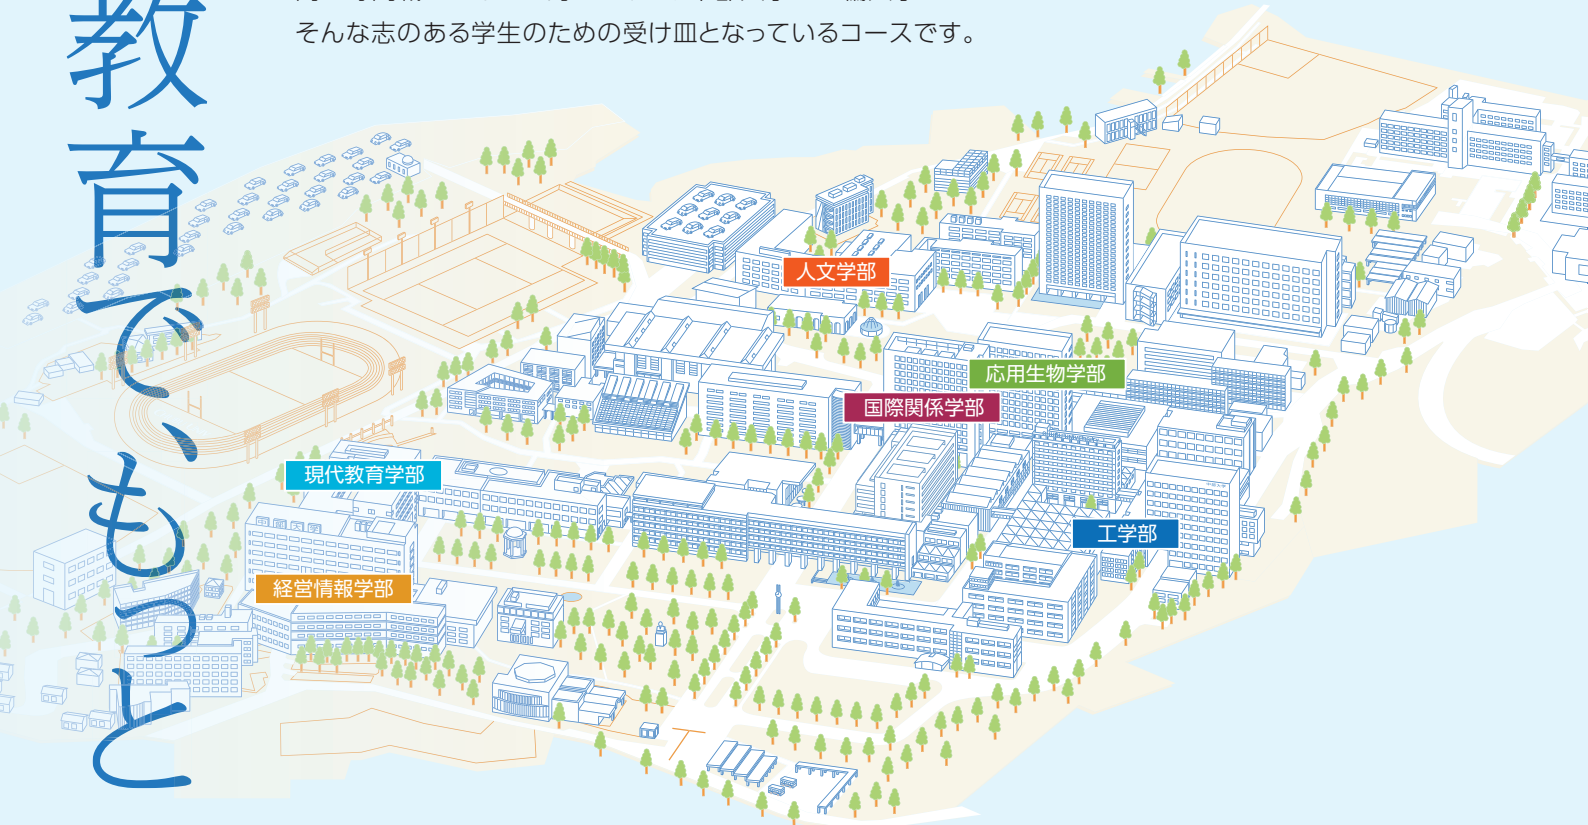 そんな志のある学生のための受け皿となっているコースです。
教育で、もっと
人文学部
応用生物学部
国際関係学部
現代教育学部
工学部
経営情報学部